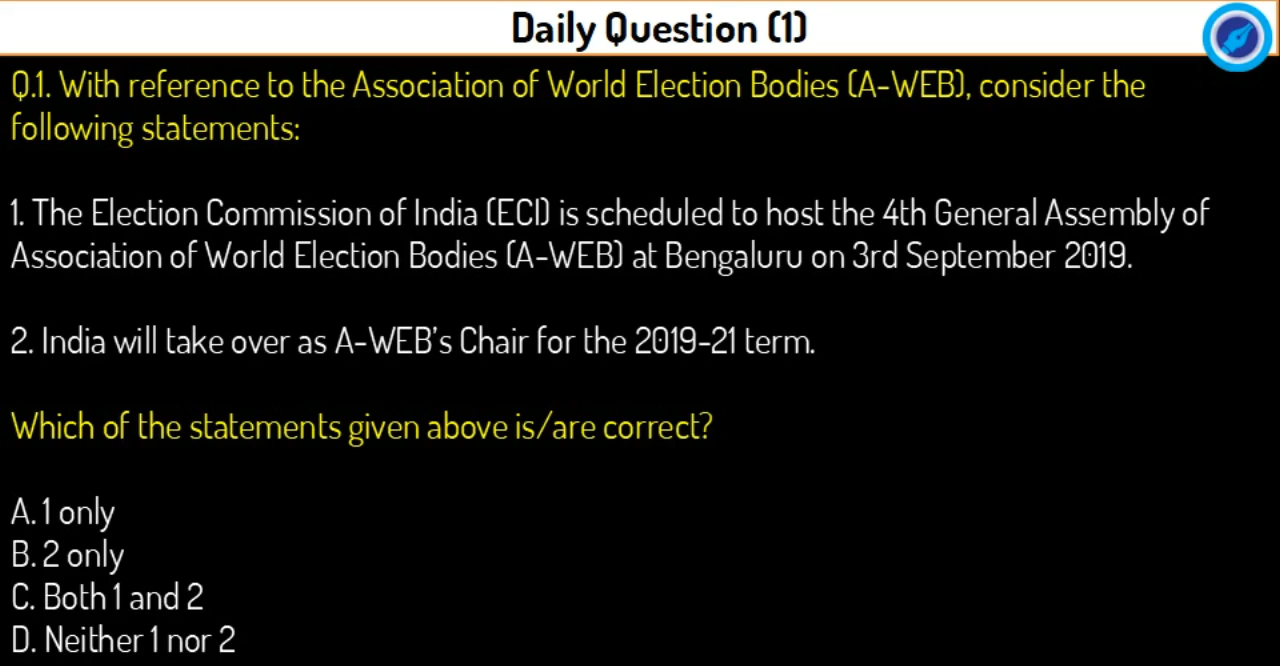 Daily Question (1)
Q.1. With reference to the Association of World Election Bodies (A-WEB), consider the
following statements:
1. The Election Commission of India (ECI) is scheduled to host the 4th General Assembly of
Association of World Election Bodies (A-WEB) at Bengaluru on 3rd September 2019.
2. India will take over as A-WEB's Chair for the 2019-21 term.
Which of the statements given above is/are correct?
A. 1 only
B. 2 only
C. Both 1 and 2
D. Neither 1 nor 2